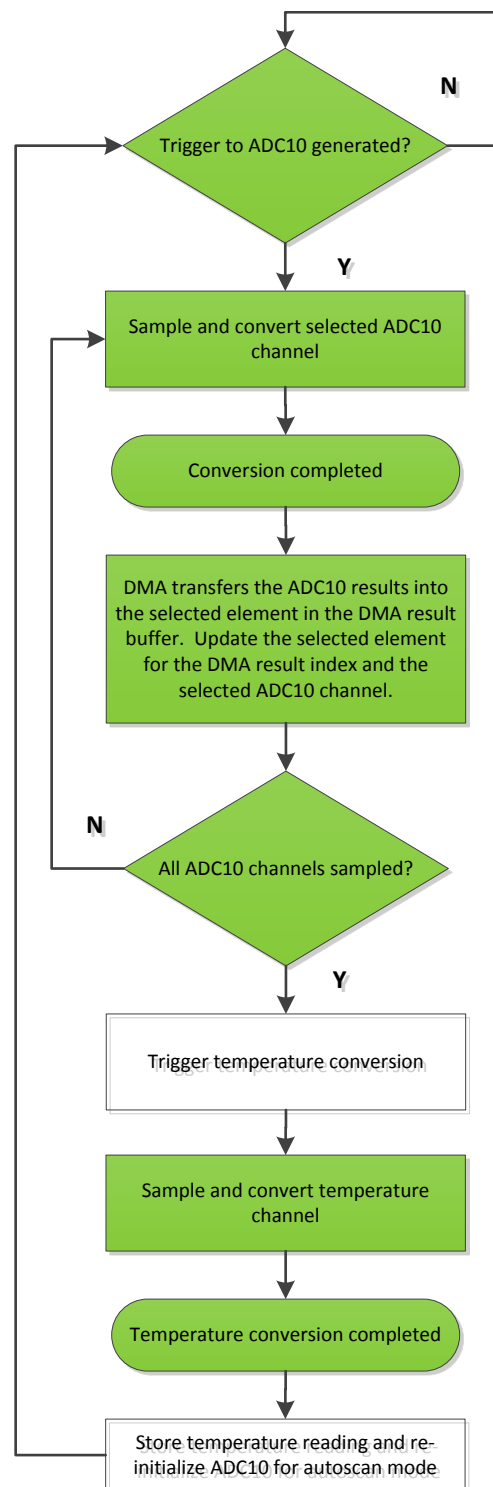 N
Trigger to ADC10 generated?
Y
Sample and convert selected ADC10
channel
Conversion completed
DMA transfers the ADC10 results into
the selected element in the DMA result
buffer.  Update the selected element
for the DMA result index and the
selected ADC10 channel.
N
All ADC10 channels sampled?
Y
Trigger temperature conversion
Sample and convert temperature
channel
Temperature conversion completed
Store temperature reading and re-
initialize ADC10 for autoscan mode